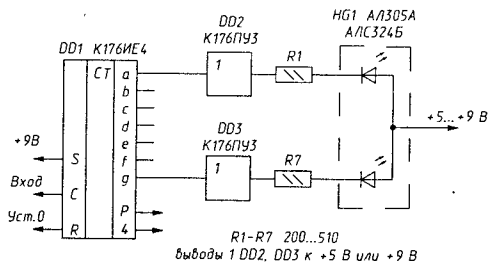 DD1 К176ИЕ4
CT
a
b
c
d
e
f
g
P
4
+9В
S
Вход
C
Уст.0
R
DD2
К176ПУ3
1
R1
DD3
К176ПУ3
1
R7
HG1 АЛ305А
АЛС324Б
+5...+9 В
R1-R7 200...510
выводы 1 DD2, DD3 к +5 В или +9 В